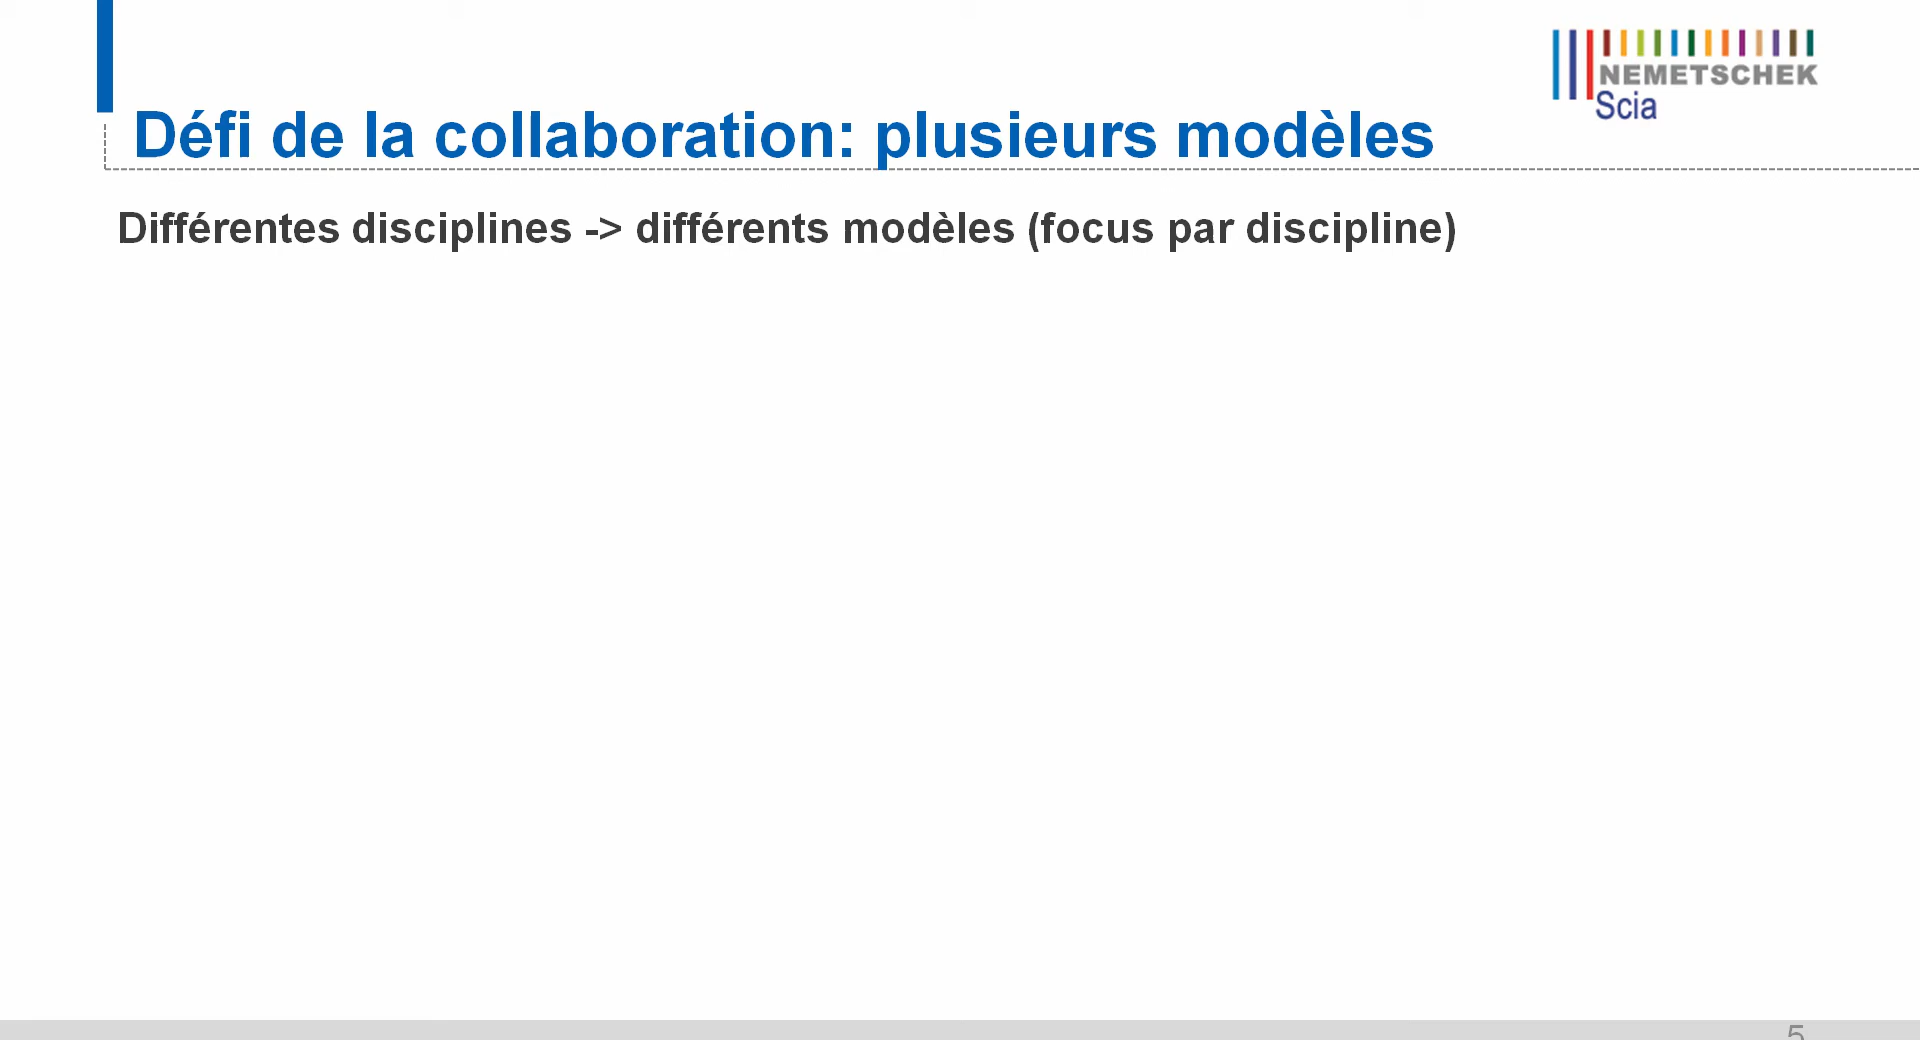 NEMETSCHEK
Scia
Défi de la collaboration: plusieurs modèles
Différentes disciplines -> différents modèles (focus par discipline)
5